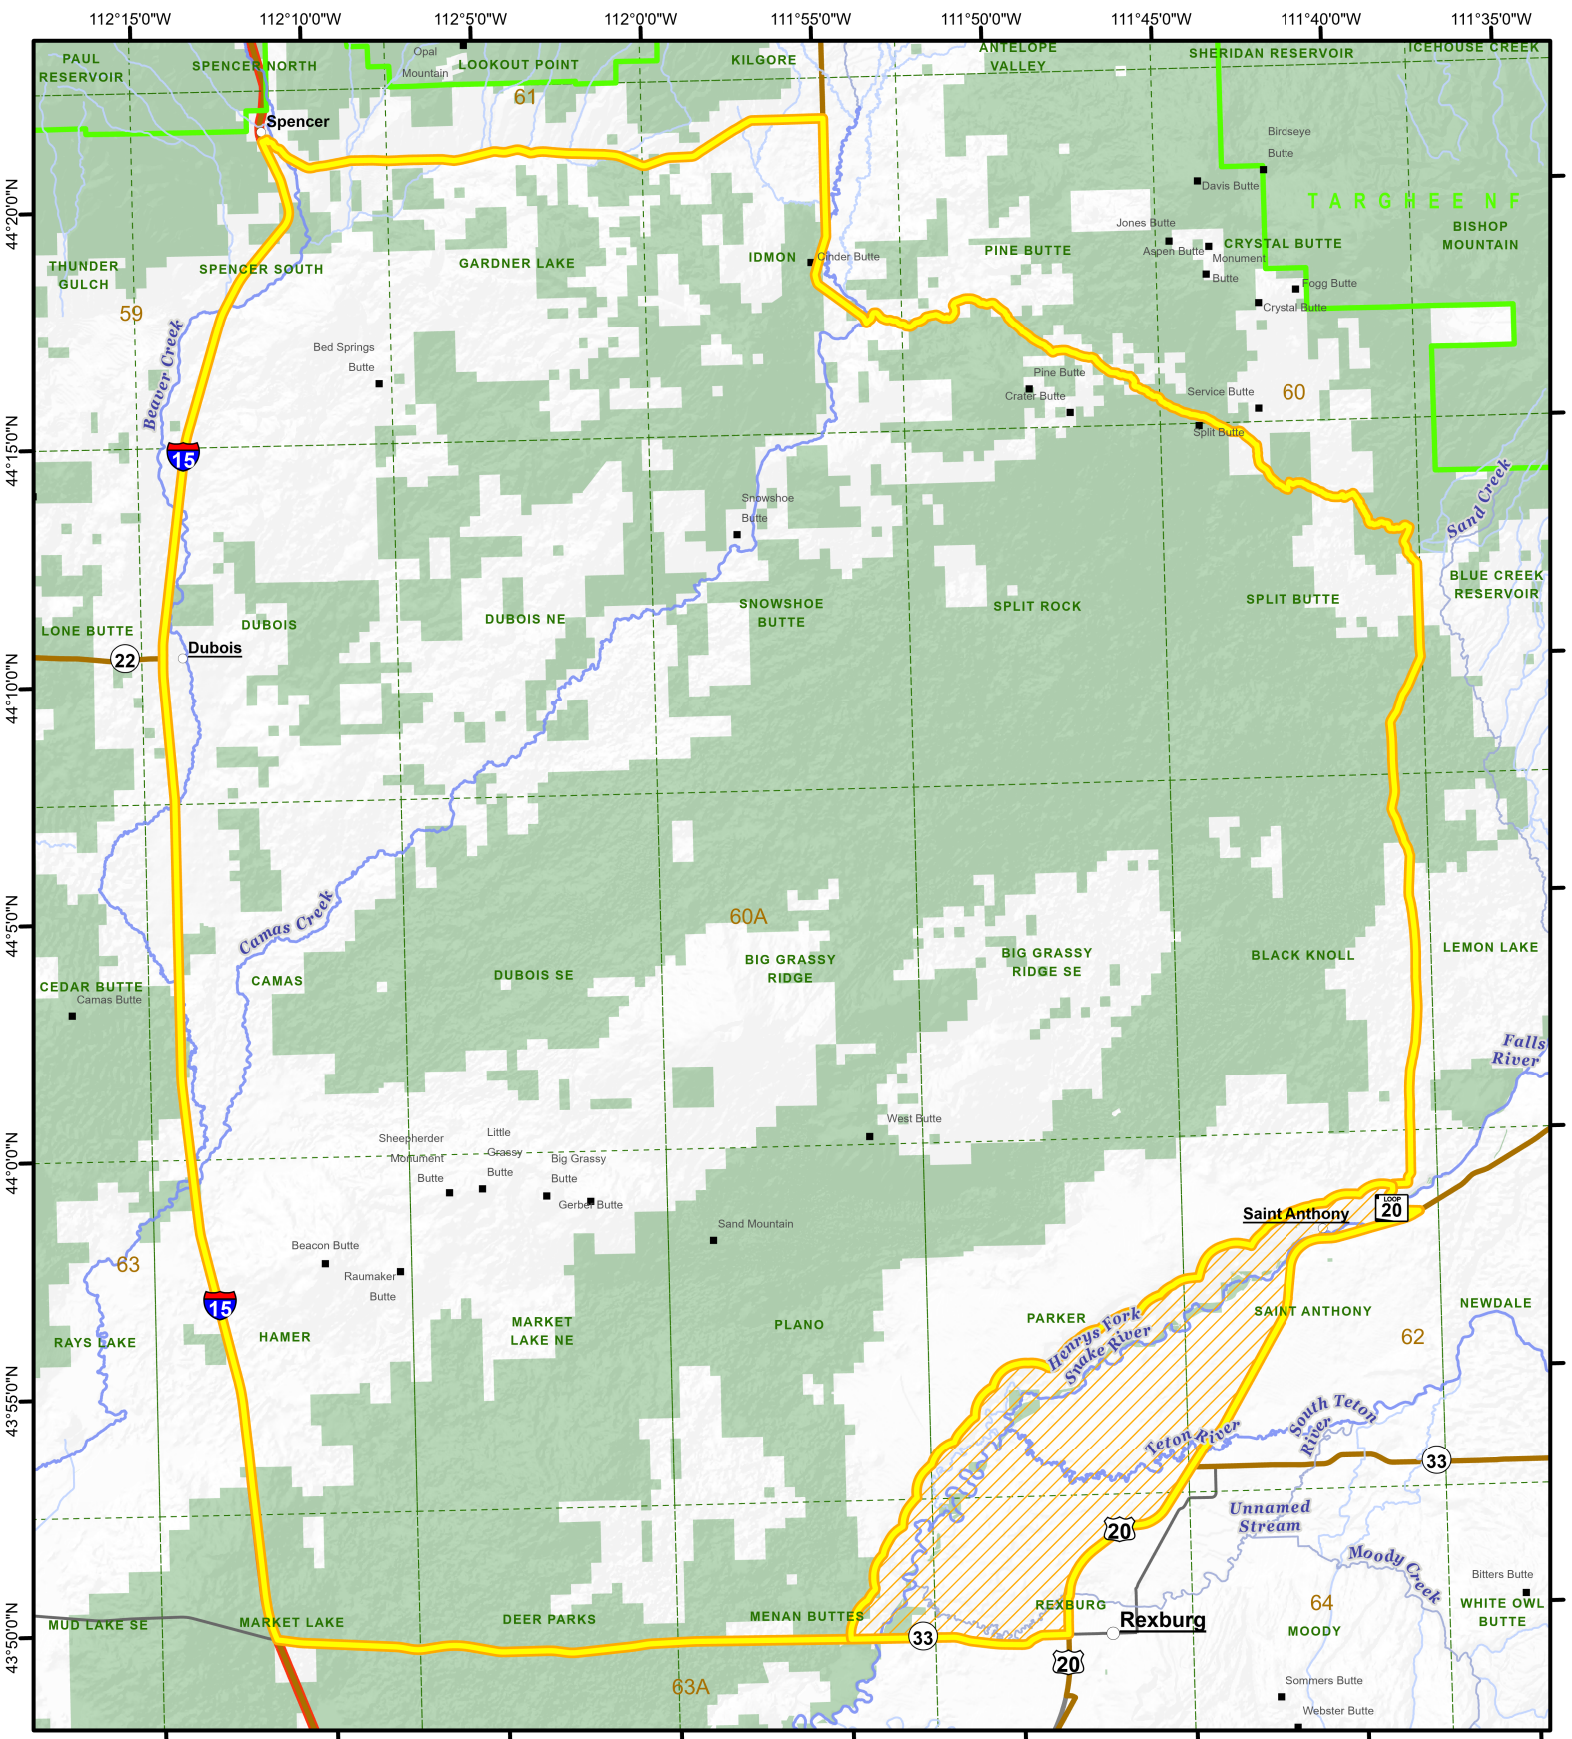 112°15'0"W
112°10'0"W
112°5'0"W
112°0'0"W
111°55'0"W
111°50'0"W
111°45'0"W
111°40'0"W
111°35'0"W
PAUL
RESERVOIR
SPENCER NORTH
Opal
Mountain
LOOKOUT POINT
KILGORE
ANTELOPE
VALLEY
SHERIDAN RESERVOIR
ICEHOUSE CREEK
61
Spencer
Bircseye
Butte
Davis Butte
TARGHEE NF
BISHOP
MOUNTAIN
44°20'0"N
Jones Butte
Aspen Butte
CRYSTAL BUTTE
Monument
Butte
THUNDER
GULCH
SPENCER SOUTH
GARDNER LAKE
IDMON
Cinder Butte
PINE BUTTE
Fogg Butte
Crystal Butte
59
Beaver Creek
Bed Springs
Butte
Pine Butte
Crater Butte
Service Butte
60
Split Butte
44°15'0"N
15
Snowshoe
Butte
Sand Creek
BLUE CREEK
RESERVOIR
LONE BUTTE
DUBOIS
DUBOIS NE
SNOWSHOE
BUTTE
SPLIT ROCK
SPLIT BUTTE
22
Dubois
44°10'0"N
44°5'0"N
Camas Creek
60A
CEDAR BUTTE
Camas Butte
CAMAS
DUBOIS SE
BIG GRASSY
RIDGE
BIG GRASSY
RIDGE SE
BLACK KNOLL
LEMON LAKE
Falls
River
West Butte
44°0'0"N
Sheepherder
Monument
Butte
Little
Grassy
Butte
Big Grassy
Butte
Gerber Butte
Sand Mountain
Saint Anthony
LOOP
20
63
Beacon Butte
Raumaker
Butte
15
RAYS LAKE
HAMER
MARKET
LAKE NE
PLANO
PARKER
Henrys Fork
Snake River
SAINT ANTHONY
NEWDALE
62
43°55'0"N
Teton River
South Teton
River
33
Unnamed
Stream
20
Moody Creek
Bitters Butte
WHITE OWL
BUTTE
43°50'0"N
MUD LAKE SE
MARKET LAKE
DEER PARKS
MENAN BUTTES
REXBURG
Rexburg
64
MOODY
33
20
63A
Sommers Butte
Webster Butte